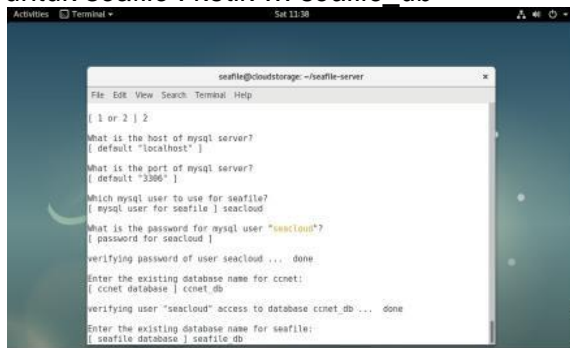 Activities Terminal Sat 11:38
seafile@cloudstorage: ~/seafile-server
File Edit View Search Terminal Help
[ 1 or 2 ] 2
What is the host of mysql server?
[ default "localhost" ]
What is the port of mysql server?
[ default "3306" ]
Which mysql user to use for seafile?
[ mysql user for seafile ] seacloud
What is the password for mysql user "seacloud"?
[ password for seacloud ]
verifying password of user seacloud ... done
Enter the existing database name for ccnet:
[ ccnet database ] ccnet_db
verifying user "seacloud" access to database ccnet_db ... done
Enter the existing database name for seafile:
[ seafile database ] seafile_db